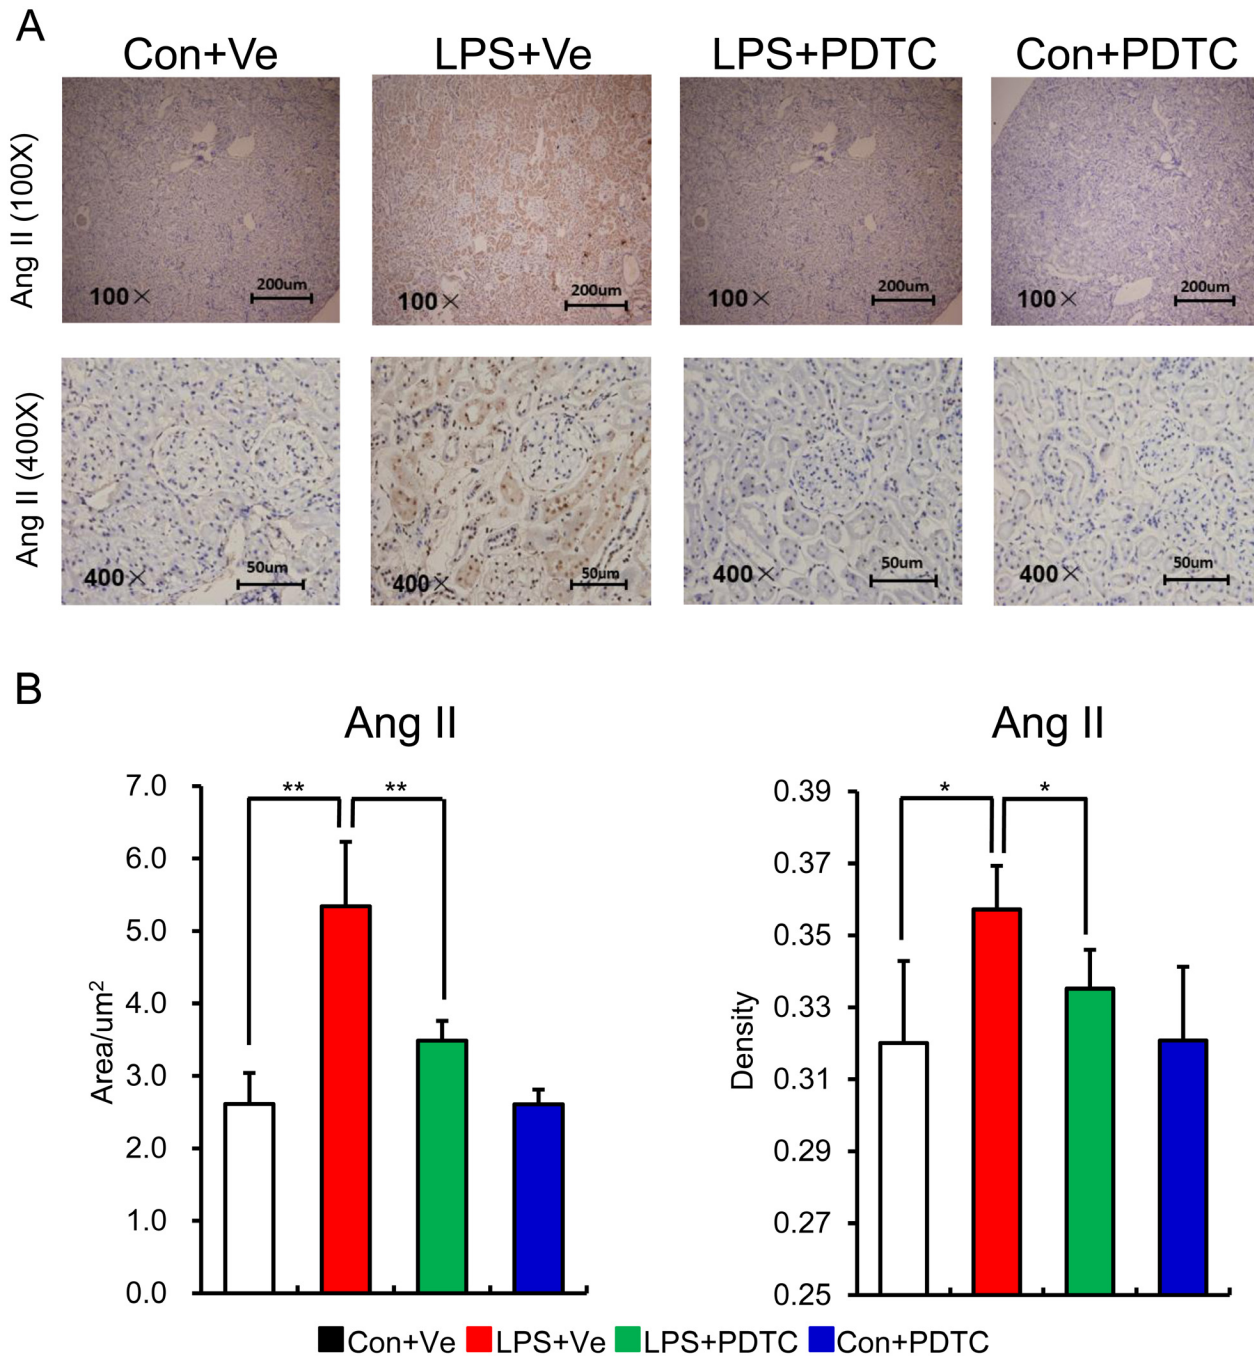 A
Con+Ve LPS+Ve LPS+PDTC Con+PDTC
Ang II (100X)
100× 200um 100× 200um 100× 200um 100× 200um
Ang II (400X)
400× 50um 400× 50um 400× 50um 400× 50um
B
Ang II
Area/um²
7.0
6.0
5.0
4.0
3.0
2.0
1.0
0.0
** **
Ang II
Density
0.39
0.37
0.35
0.33
0.31
0.29
0.27
0.25
* *
Con+Ve LPS+Ve LPS+PDTC Con+PDTC